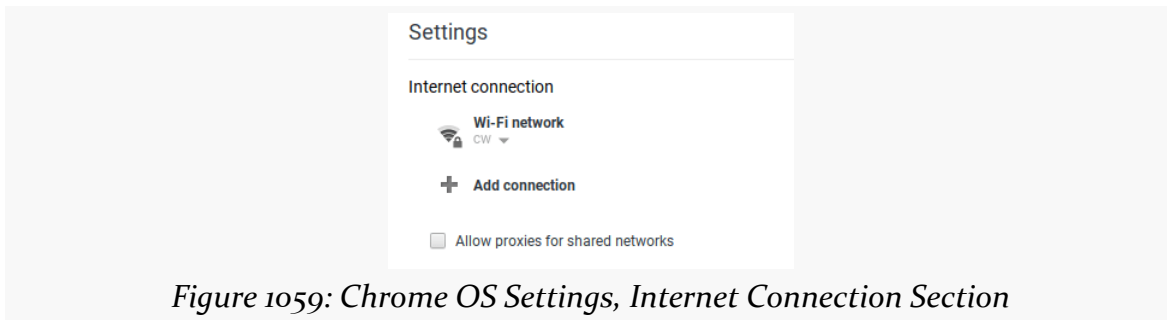 Settings
Internet connection
Wi-Fi network
CW
Add connection
Allow proxies for shared networks
Figure 1059: Chrome OS Settings, Internet Connection Section